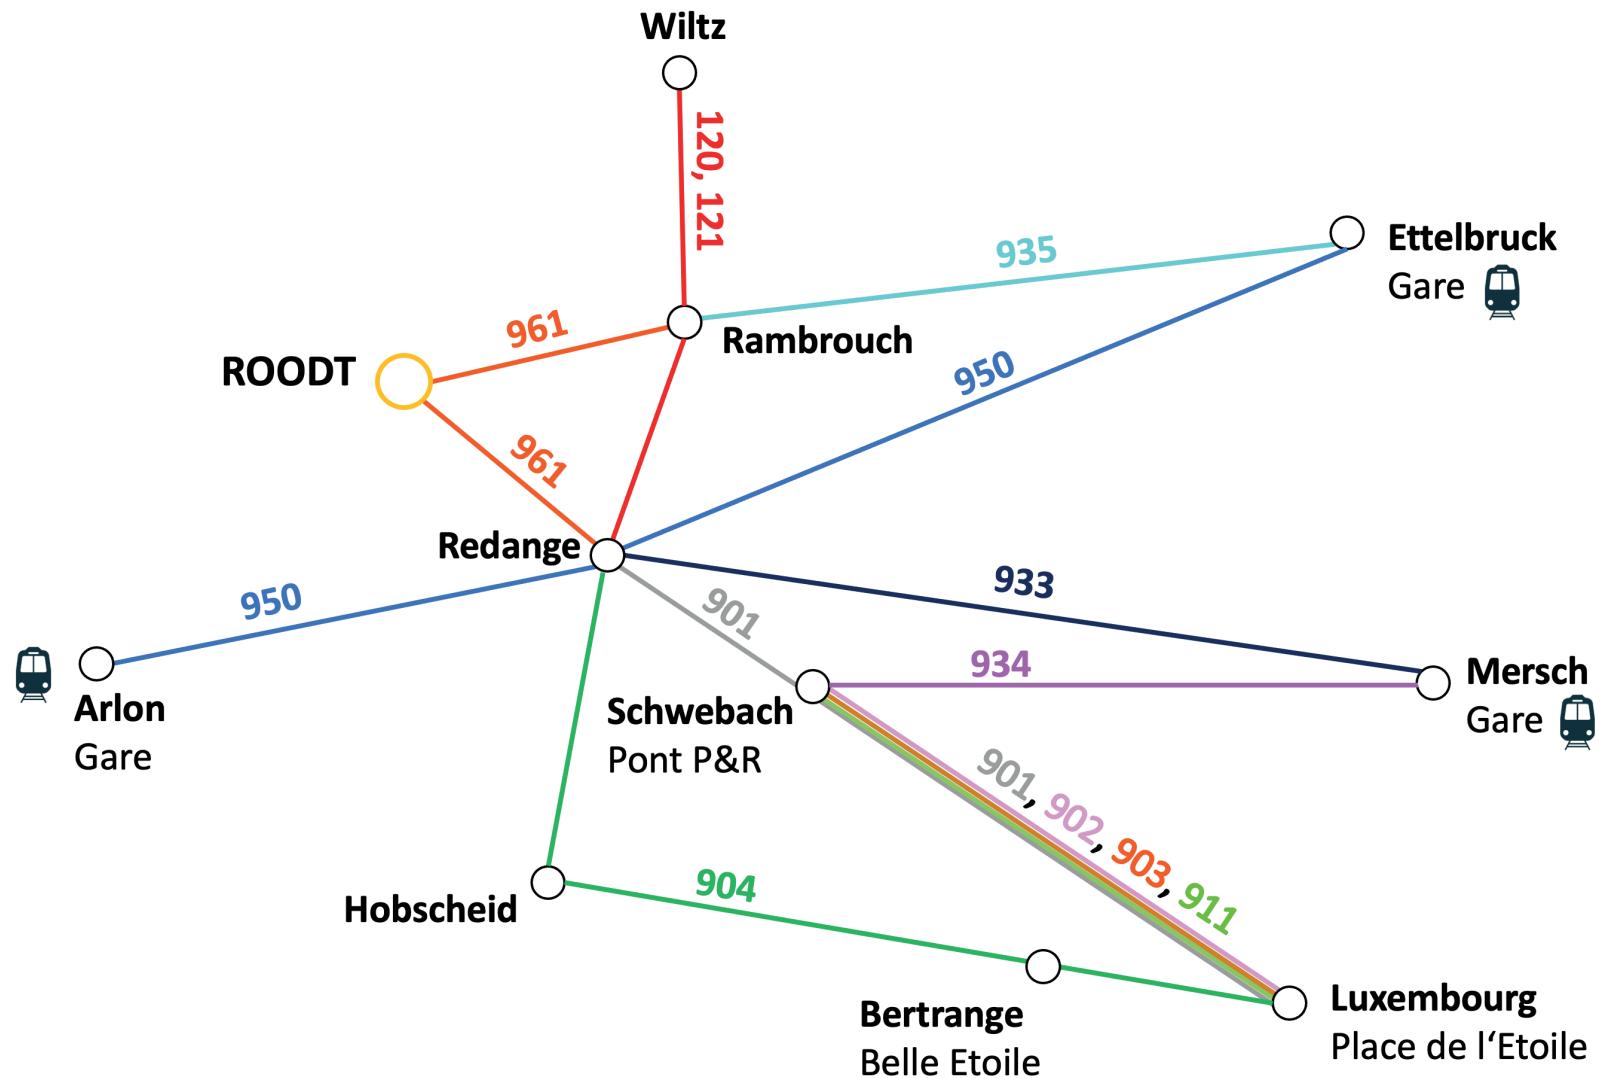 Wiltz
120, 121
935
Ettelbruck
Gare
961
Rambrouch
ROODT
950
961
Redange
933
950
901
934
Mersch
Gare
Arlon
Gare
Schwebach
Pont P&R
901, 902, 903, 911
904
Hobscheid
Bertrange
Belle Etoile
Luxembourg
Place de l‘Etoile